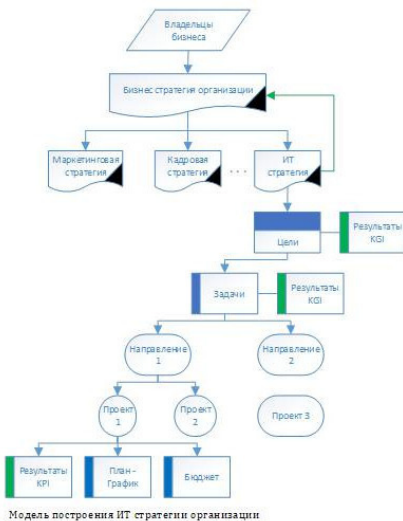 Владельцы
бизнеса
Бизнес стратегия организации
Маркетинговая
стратегия
Кадровая
стратегия
...
ИТ
стратегия
Цели
Результаты
KGI
Задачи
Результаты
KGI
Направление
1
Направление
2
Проект
1
Проект
2
Проект 3
Результаты
KPI
План -
График
Бюджет
Модель построения ИТ стратегии организации